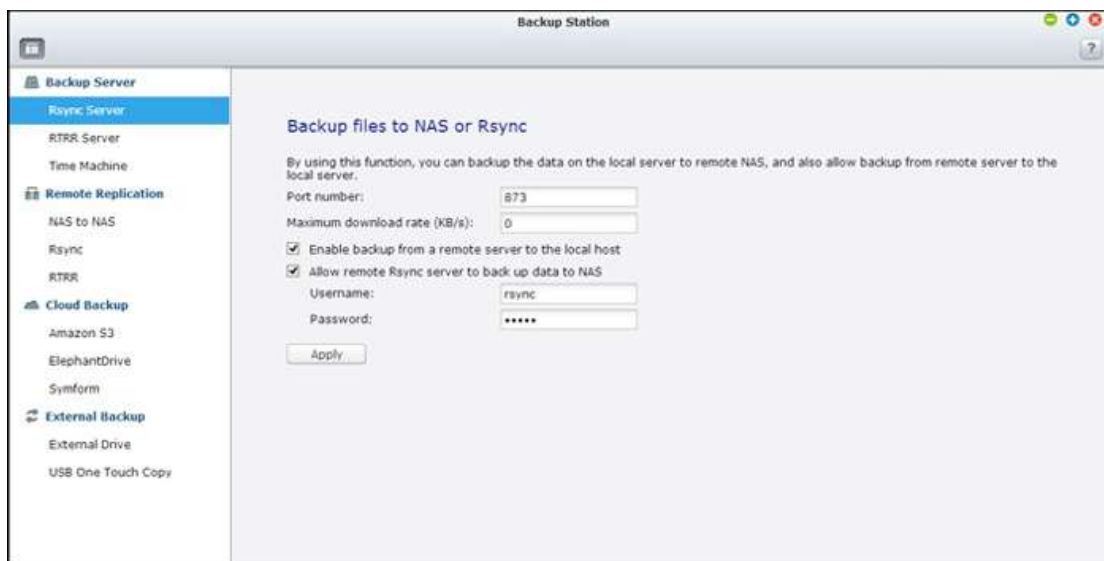 Backup Station
?
Backup Server
Rsync Server
RTRR Server
Time Machine
Remote Replication
NAS to NAS
Rsync
RTRR
Cloud Backup
Amazon S3
ElephantDrive
Symform
External Backup
External Drive
USB One Touch Copy
Backup files to NAS or Rsync
By using this function, you can backup the data on the local server to remote NAS, and also allow backup from remote server to the
local server.
Port number: 873
Maximum download rate (KB/s): 0
Enable backup from a remote server to the local host
Allow remote Rsync server to back up data to NAS
Username: rsync
Password: •••••
Apply